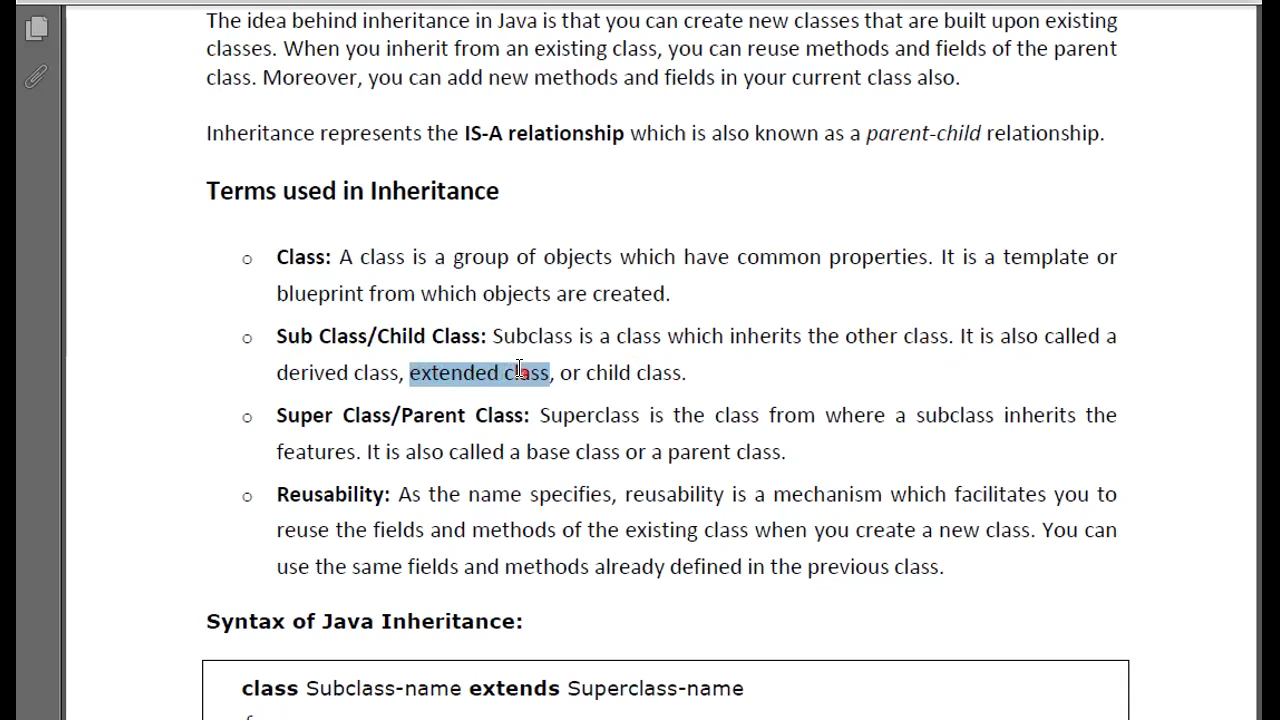 The idea behind inheritance in Java is that you can create new classes that are built upon existing
classes. When you inherit from an existing class, you can reuse methods and fields of the parent
class. Moreover, you can add new methods and fields in your current class also.
Inheritance represents the IS-A relationship which is also known as a parent-child relationship.
Terms used in Inheritance
o Class: A class is a group of objects which have common properties. It is a template or
blueprint from which objects are created.
o Sub Class/Child Class: Subclass is a class which inherits the other class. It is also called a
derived class, extended class, or child class.
o Super Class/Parent Class: Superclass is the class from where a subclass inherits the
features. It is also called a base class or a parent class.
o Reusability: As the name specifies, reusability is a mechanism which facilitates you to
reuse the fields and methods of the existing class when you create a new class. You can
use the same fields and methods already defined in the previous class.
Syntax of Java Inheritance:
class Subclass-name extends Superclass-name